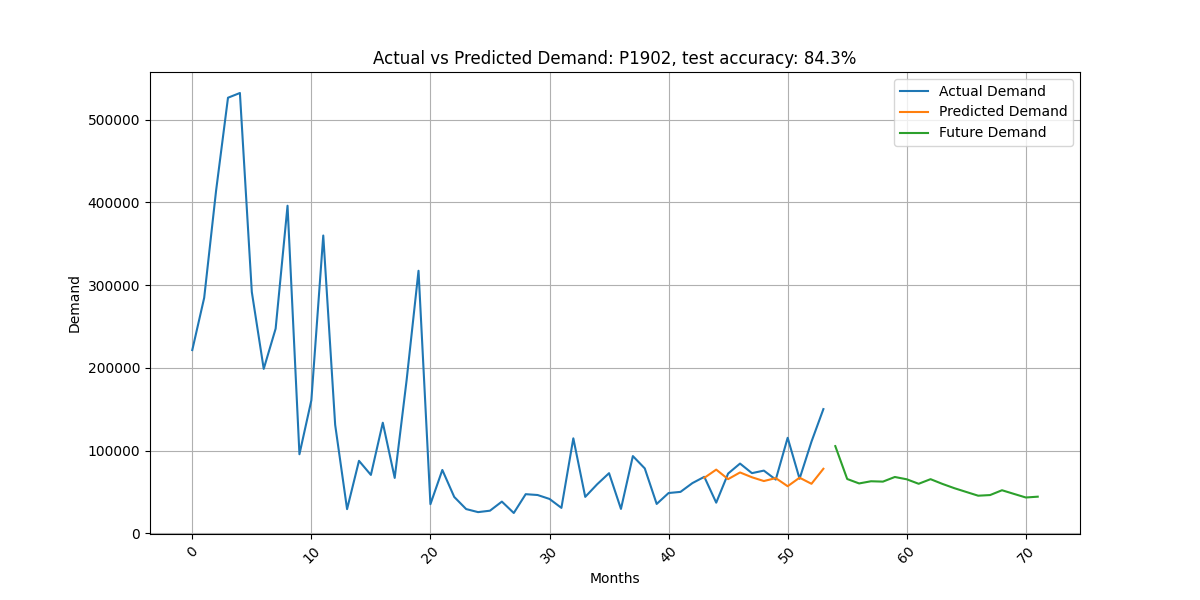 Actual vs Predicted Demand: P1902, test accuracy: 84.3%
Actual Demand
Predicted Demand
Future Demand
500000
400000
300000
200000
100000
0
Demand
0 10 20 30 40 50 60 70
Months